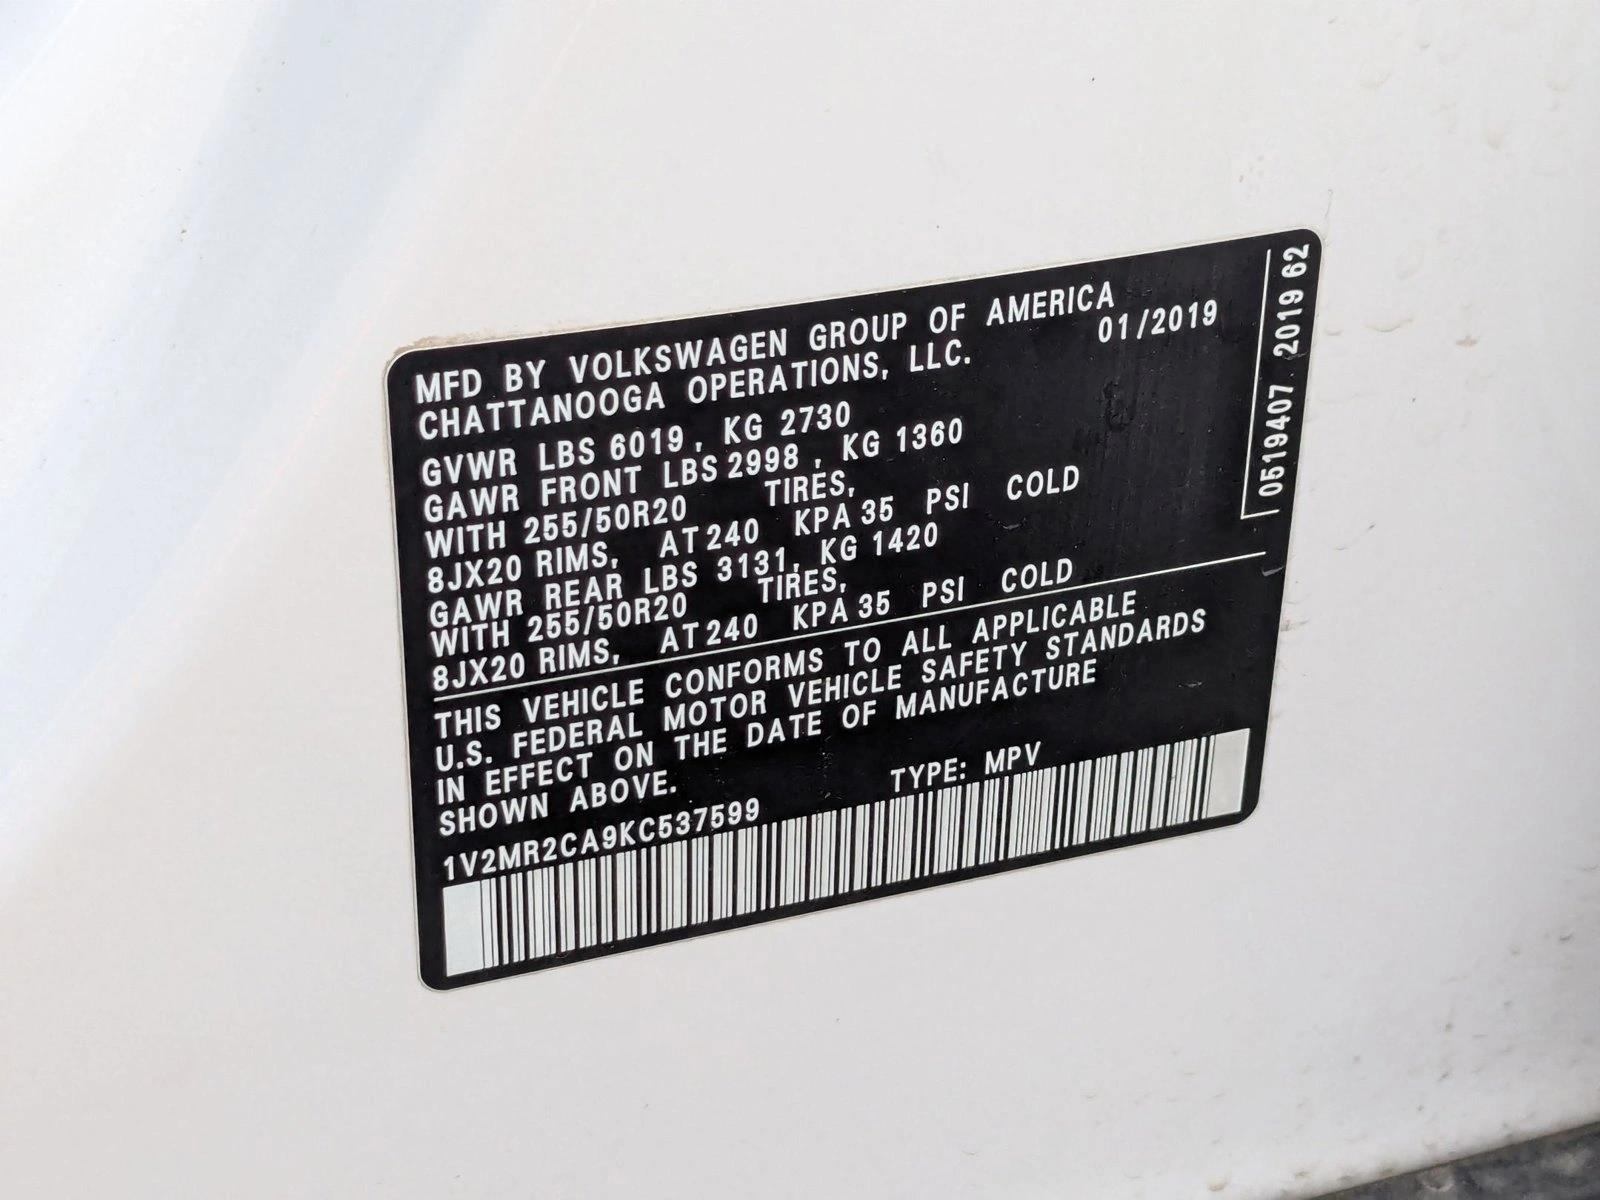 MFD BY VOLKSWAGEN GROUP OF AMERICA
CHATTANOOGA OPERATIONS, LLC. 01/2019
GVWR LBS 6019, KG 2730
GAWR FRONT LBS 2998, KG 1360
WITH 255/50R20 TIRES,
8JX20 RIMS, AT 240 KPA 35 PSI COLD
GAWR REAR LBS 3131, KG 1420
WITH 255/50R20 TIRES,
8JX20 RIMS, AT 240 KPA 35 PSI COLD
THIS VEHICLE CONFORMS TO ALL APPLICABLE
U.S. FEDERAL MOTOR VEHICLE SAFETY STANDARDS
IN EFFECT ON THE DATE OF MANUFACTURE
SHOWN ABOVE.
1V2MR2CA9KC537599 TYPE: MPV
0519407 2019 62